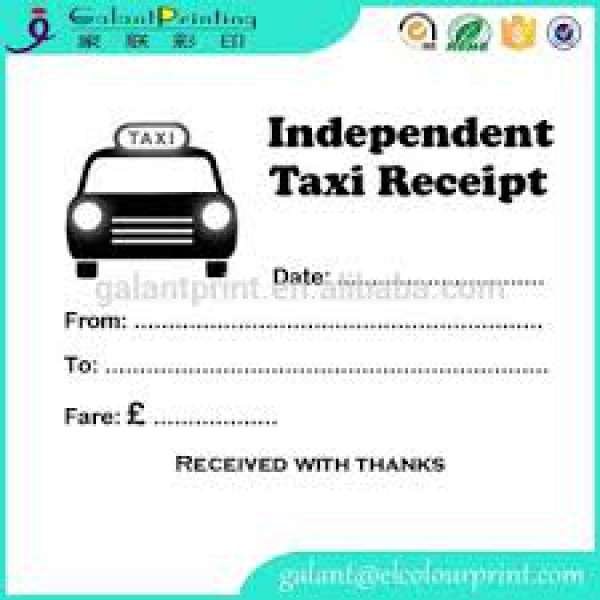 GalantPrinting
豪联彩印
TAXI
Independent
Taxi Receipt
Date: ..............................
galantprint.en.alibaba.com
From: ..........................................................
To: ...............................................................
Fare: £ ..................
RECEIVED WITH THANKS
galant@elcolourprint.com